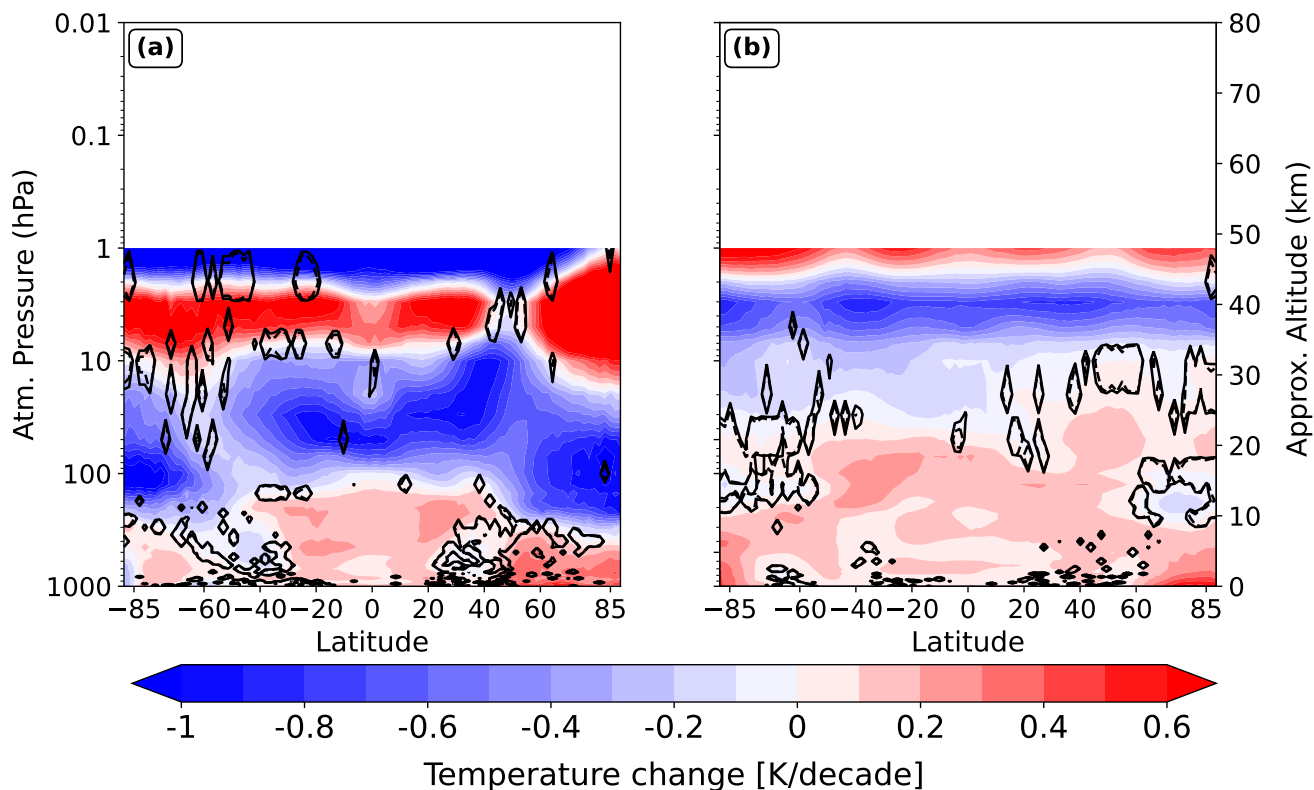 (a)
(b)
0.01
0.1
1
10
100
1000
Atm. Pressure (hPa)
80
70
60
50
40
30
20
10
0
Approx. Altitude (km)
−85 −60 −40 −20 0 20 40 60 85
Latitude
−85 −60 −40 −20 0 20 40 60 85
Latitude
-1 -0.8 -0.6 -0.4 -0.2 0 0.2 0.4 0.6
Temperature change [K/decade]